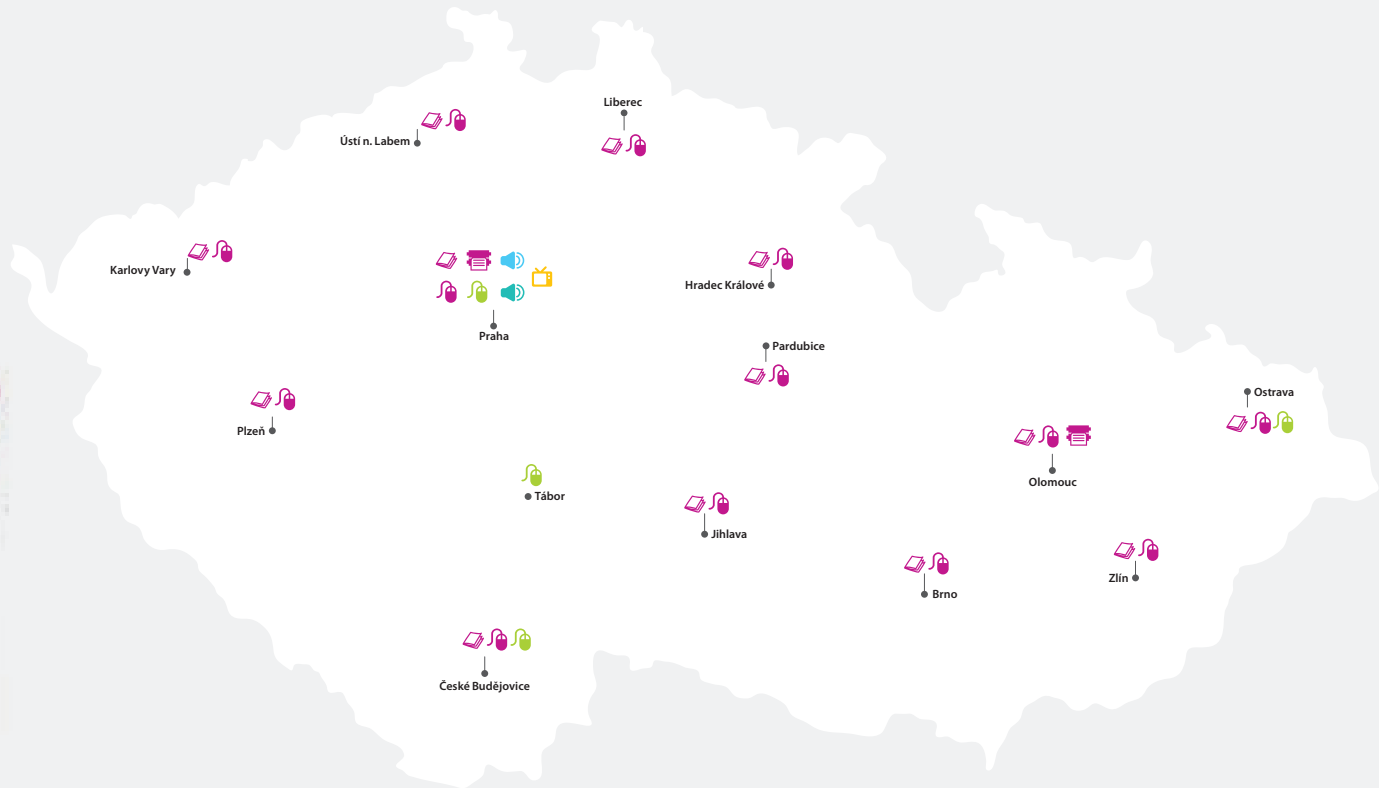 Liberec
Ústí n. Labem
Karlovy Vary
Hradec Králové
Praha
Pardubice
Ostrava
Plzeň
Olomouc
Tábor
Jihlava
Zlín
Brno
České Budějovice